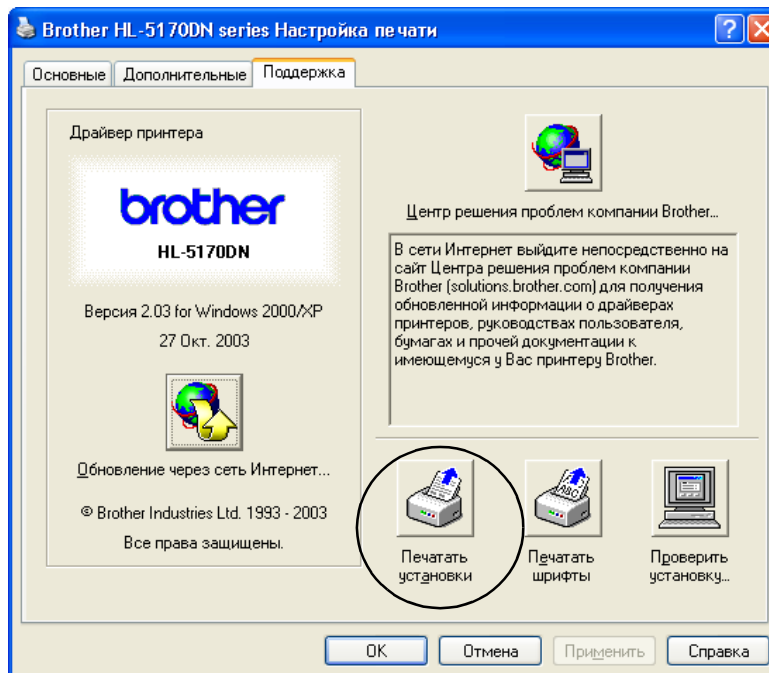 Brother HL-5170DN series Настройка печати
Основные
Дополнительные
Поддержка
Драйвер принтера
brother
HL-5170DN
Версия 2.03 for Windows 2000/XP
27 Окт. 2003
Обновление через сеть Интернет...
© Brother Industries Ltd. 1993 - 2003
Все права защищены.
Центр решения проблем компании Brother...
В сети Интернет выйдите непосредственно на
сайт Центра решения проблем компании
Brother (solutions.brother.com) для получения
обновленной информации о драйверах
принтеров, руководствах пользователя,
бумагах и прочей документации к
имеющемуся у Вас принтеру Brother.
Печатать
установки
ABC
Печатать
шрифты
Проверить
установку...
OK
Отмена
Применить
Справка